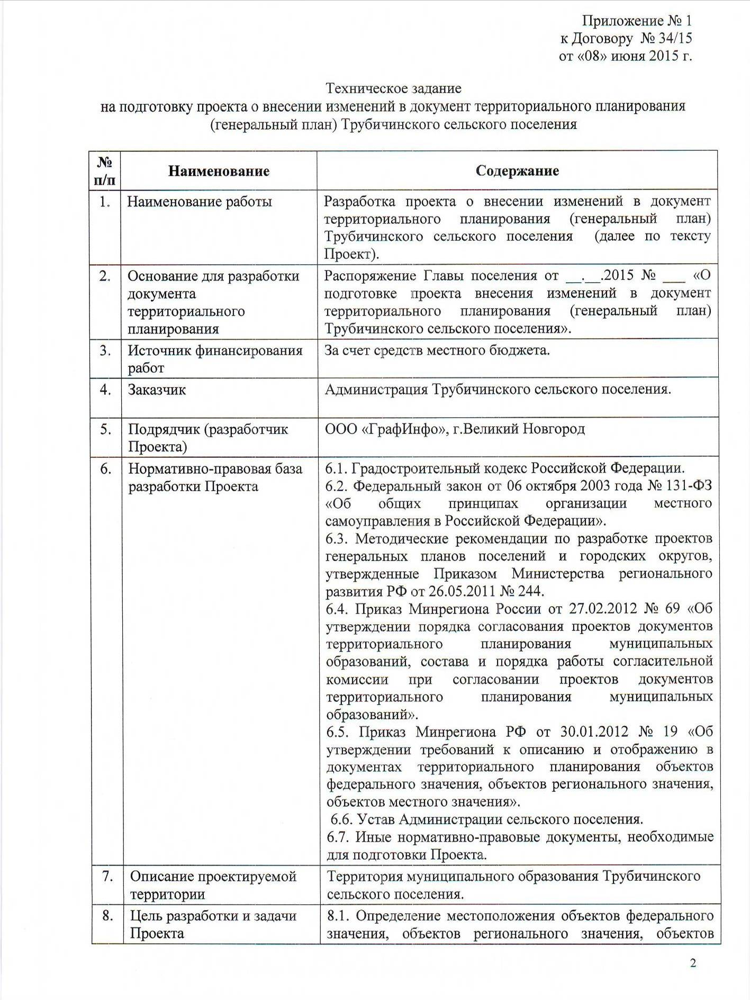 Приложение № 1
к Договору № 34/15
от «08» июня 2015 г.
Техническое задание
на подготовку проекта о внесении изменений в документ территориального планирования
(генеральный план) Трубичинского сельского поселения
№
п/п
Наименование
Содержание
1.
Наименование работы
Разработка проекта о внесении изменений в документ
территориального планирования (генеральный план)
Трубичинского сельского поселения (далее по тексту
Проект).
2.
Основание для разработки
документа
территориального
планирования
Распоряжение Главы поселения от __.__.2015 № ___ «О
подготовке проекта внесения изменений в документ
территориального планирования (генеральный план)
Трубичинского сельского поселения».
3.
Источник финансирования
работ
За счет средств местного бюджета.
4.
Заказчик
Администрация Трубичинского сельского поселения.
5.
Подрядчик (разработчик
Проекта)
ООО «ГрафИнфо», г.Великий Новгород
6.
Нормативно-правовая база
разработки Проекта
6.1. Градостроительный кодекс Российской Федерации.
6.2. Федеральный закон от 06 октября 2003 года № 131-ФЗ
«Об общих принципах организации местного
самоуправления в Российской Федерации».
6.3. Методические рекомендации по разработке проектов
генеральных планов поселений и городских округов,
утвержденные Приказом Министерства регионального
развития РФ от 26.05.2011 № 244.
6.4. Приказ Минрегиона России от 27.02.2012 № 69 «Об
утверждении порядка согласования проектов документов
территориального планирования муниципальных
образований, состава и порядка работы согласительной
комиссии при согласовании проектов документов
территориального планирования муниципальных
образований».
6.5. Приказ Минрегиона РФ от 30.01.2012 № 19 «Об
утверждении требований к описанию и отображению в
документах территориального планирования объектов
федерального значения, объектов регионального значения,
объектов местного значения».
6.6. Устав Администрации сельского поселения.
6.7. Иные нормативно-правовые документы, необходимые
для подготовки Проекта.
7.
Описание проектируемой
территории
Территория муниципального образования Трубичинского
сельского поселения.
8.
Цель разработки и задачи
Проекта
8.1. Определение местоположения объектов федерального
значения, объектов регионального значения, объектов
2